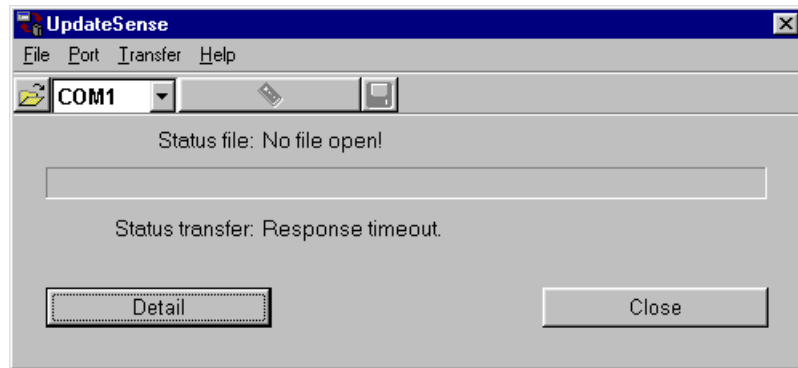 UpdateSense
File Port Transfer Help
COM1
Status file: No file open!
Status transfer: Response timeout.
Detail Close